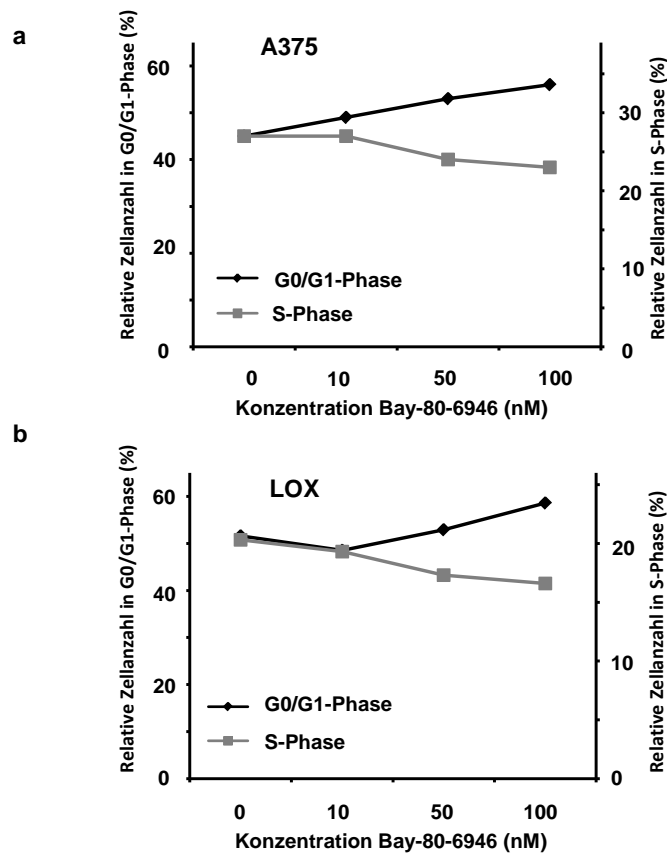 a
A375
Relative Zellanzahl in G0/G1-Phase (%)
60
40
20
0
30
20
10
0
Relative Zellanzahl in S-Phase (%)
G0/G1-Phase
S-Phase
0 10 50 100
Konzentration Bay-80-6946 (nM)
b
LOX
Relative Zellanzahl in G0/G1-Phase (%)
60
40
20
0
20
10
0
Relative Zellanzahl in S-Phase (%)
G0/G1-Phase
S-Phase
0 10 50 100
Konzentration Bay-80-6946 (nM)